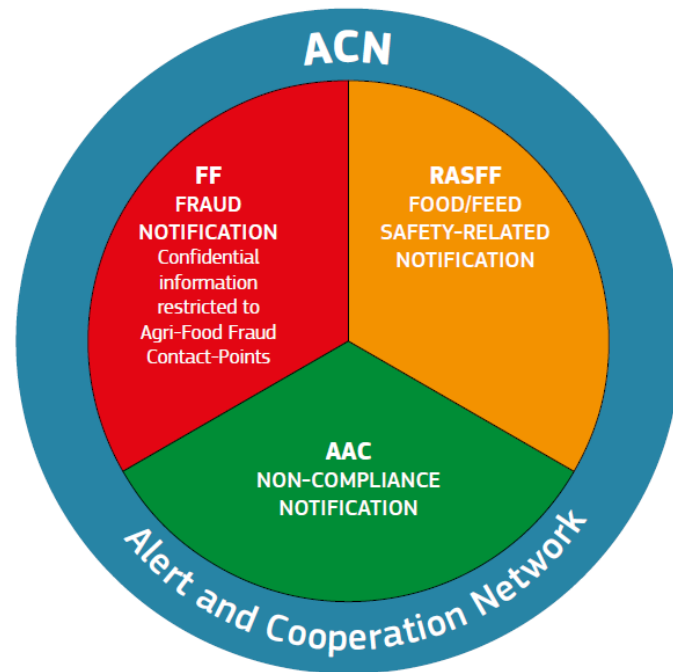 ACN
FF
FRAUD
NOTIFICATION
Confidential
information
restricted to
Agri-Food Fraud
Contact-Points
RASFF
FOOD/FEED
SAFETY-RELATED
NOTIFICATION
AAC
NON-COMPLIANCE
NOTIFICATION
Alert and Cooperation Network